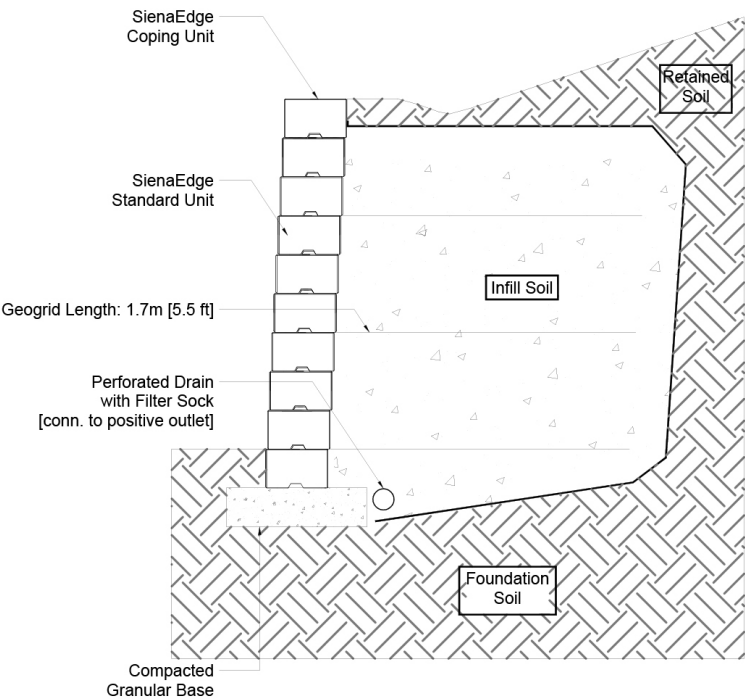 SienaEdge
Coping Unit
Retained
Soil
SienaEdge
Standard Unit
Infill Soil
Geogrid Length: 1.7m [5.5 ft]
Perforated Drain
with Filter Sock
[conn. to positive outlet]
Foundation
Soil
Compacted
Granular Base